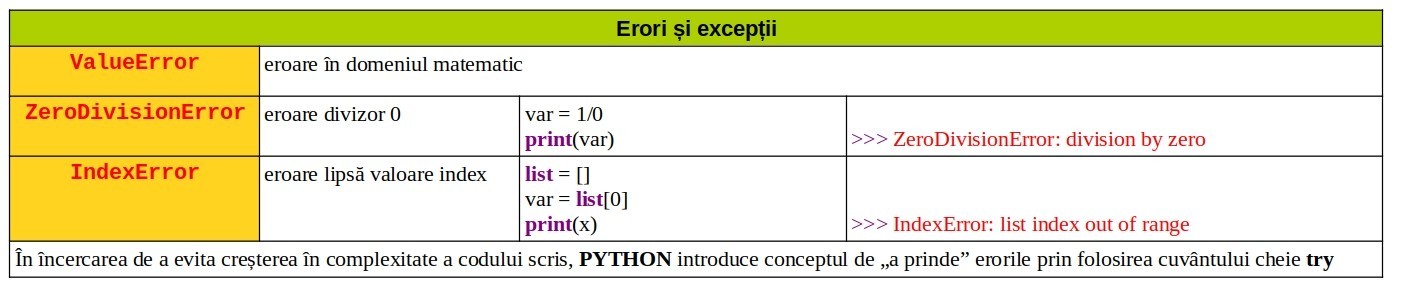 Erori și excepții
ValueError eroare în domeniul matematic
ZeroDivisionError eroare divizor 0 var = 1/0
print(var) >>> ZeroDivisionError: division by zero
IndexError eroare lipsă valoare index list = []
var = list[0]
print(x) >>> IndexError: list index out of range
În încercarea de a evita creșterea în complexitate a codului scris, PYTHON introduce conceptul de „a prinde” erorile prin folosirea cuvântului cheie try